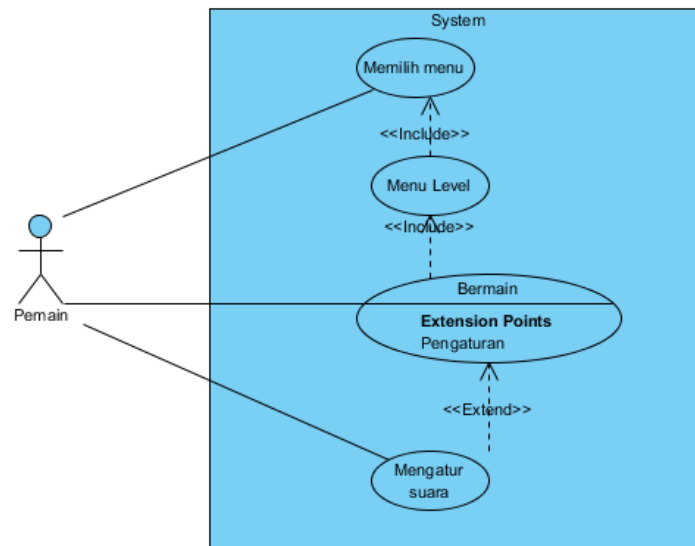 System
Memilih menu
<<Include>>
Menu Level
<<Include>>
Bermain
Pemain
Extension Points
Pengaturan
<<Extend>>
Mengatur
suara